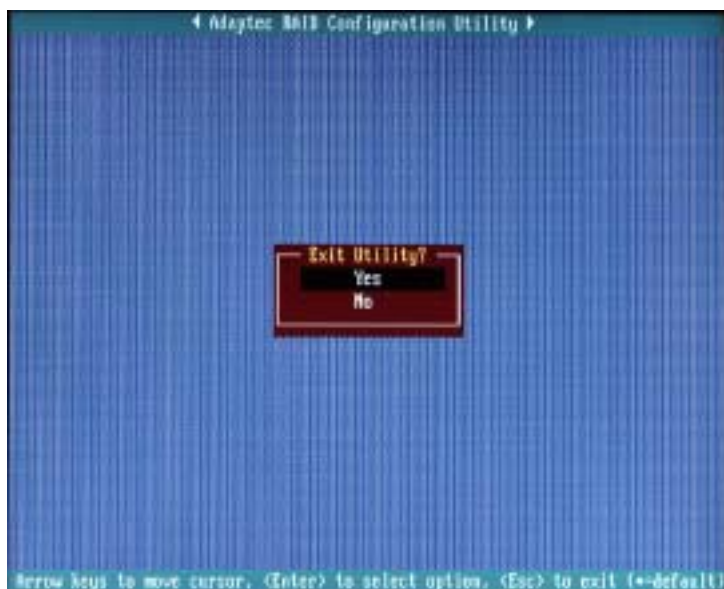 Adaptec RAID Configuration Utility
Exit Utility?
Yes
No
Arrow keys to move cursor, <Enter> to select option, <Esc> to exit (*=default)